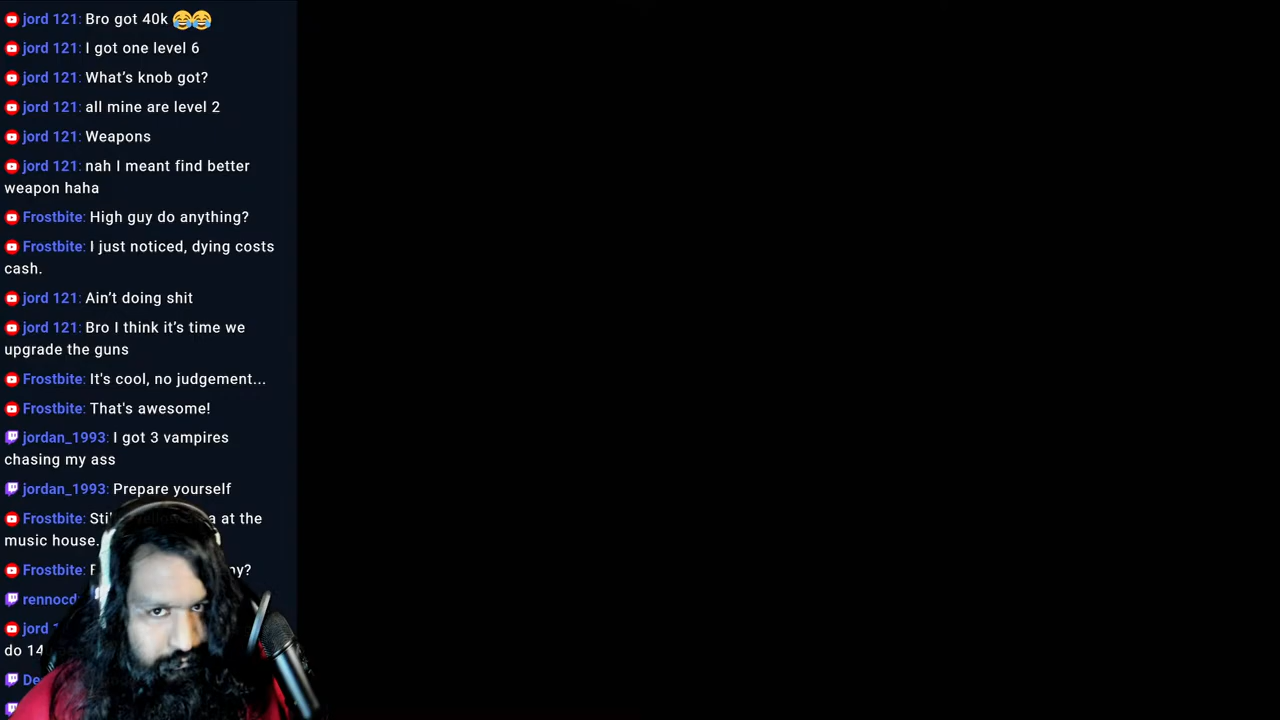 jord 121: Bro got 40k 😂😂
jord 121: I got one level 6
jord 121: What's knob got?
jord 121: all mine are level 2
jord 121: Weapons
jord 121: nah I meant find better
weapon haha
Frostbite: High guy do anything?
Frostbite: I just noticed, dying costs
cash.
jord 121: Ain't doing shit
jord 121: Bro I think it's time we
upgrade the guns
Frostbite: It's cool, no judgement...
Frostbite: That's awesome!
jordan_1993: I got 3 vampires
chasing my ass
jordan_1993: Prepare yourself
Frostbite: at the
music house.
Frostbite:
jord
do 14